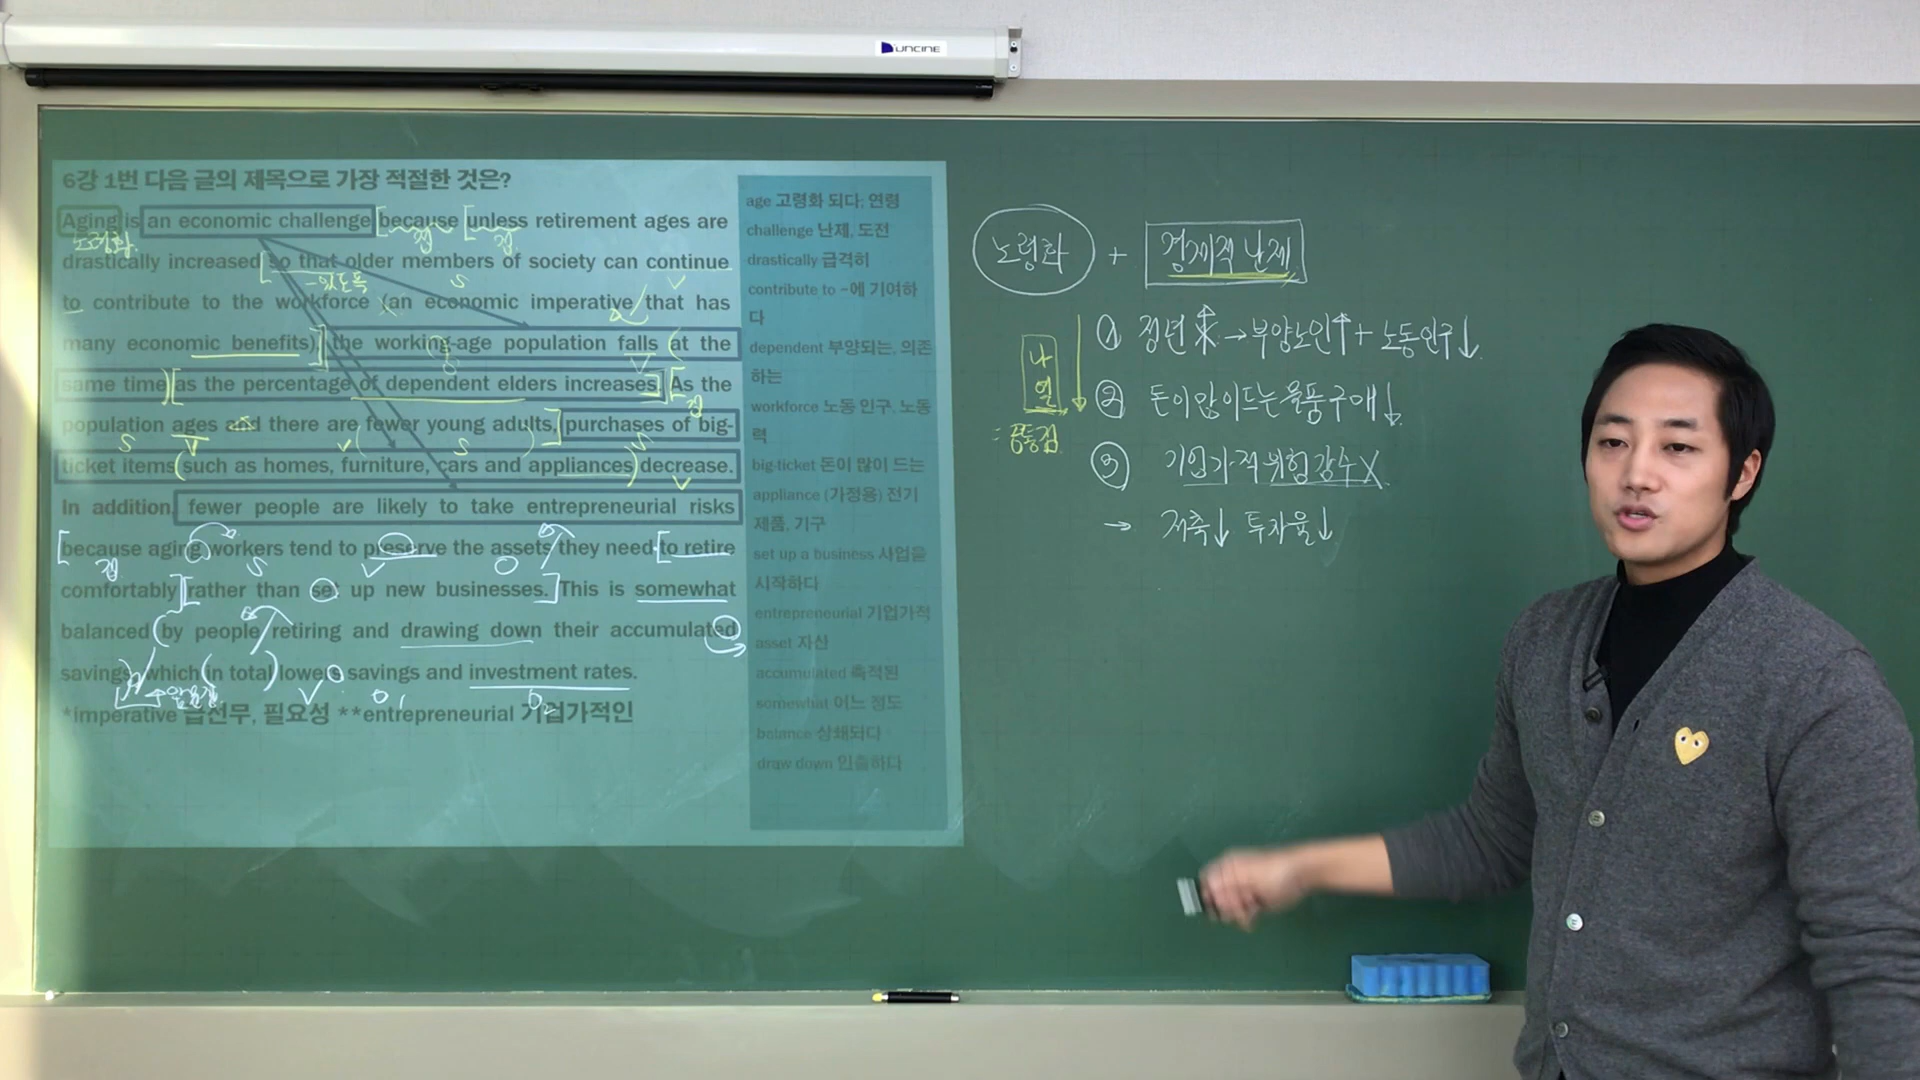 UNCINE
6강 1번 다음 글의 제목으로 가장 적절한 것은?
Aging is an economic challenge because unless retirement ages are
노령화
접
접
drastically increased so that older members of society can continue
~있도록
S
V
to contribute to the workforce (an economic imperative that has
many economic benefits), the working-age population falls at the
V
same time as the percentage of dependent elders increases. As the
접
population ages and there are fewer young adults, purchases of big-
S
V
V
S
S
ticket items (such as homes, furniture, cars and appliances) decrease.
V
In addition, fewer people are likely to take entrepreneurial risks
because aging workers tend to preserve the assets they need to retire
접
S
V
O
comfortably rather than set up new businesses. This is somewhat
balanced by people retiring and drawing down their accumulated
savings, which in total lowers savings and investment rates.
V
O1
O2
*imperative 급선무, 필요성 **entrepreneurial 기업가적인
age 고령화 되다, 연령
challenge 난제, 도전
drastically 급격히
contribute to ~에 기여하
다
dependent 부양되는, 의존
하는
workforce 노동 인구, 노동
력
big-ticket 돈이 많이 드는
appliance (가정용) 전기
제품, 기구
set up a business 사업을
시작하다
entrepreneurial 기업가적
asset 자산
accumulated 축적된
somewhat 어느 정도
balance 상쇄되다
draw down 인출하다
노령화 + 경제적 난제
① 정년 → 부양노인↑ + 노동인구↓
② 돈이 많이 드는 물품 구매↓
③ 기업가적 위험감수 X
→ 저축↓ 투자율↓
나열
= 공통점